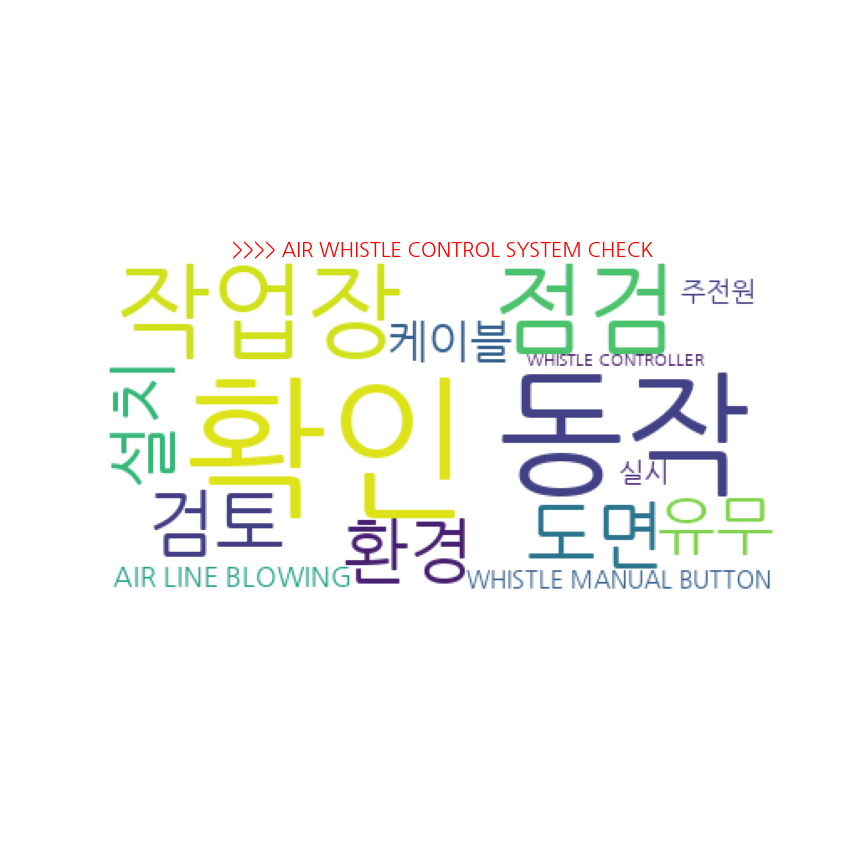 >>>> AIR WHISTLE CONTROL SYSTEM CHECK
작업장
점검
주전원
케이블
WHISTLE CONTROLLER
설치
확인
동작
실시
검토
환경
도면
유무
AIR LINE BLOWING
WHISTLE MANUAL BUTTON